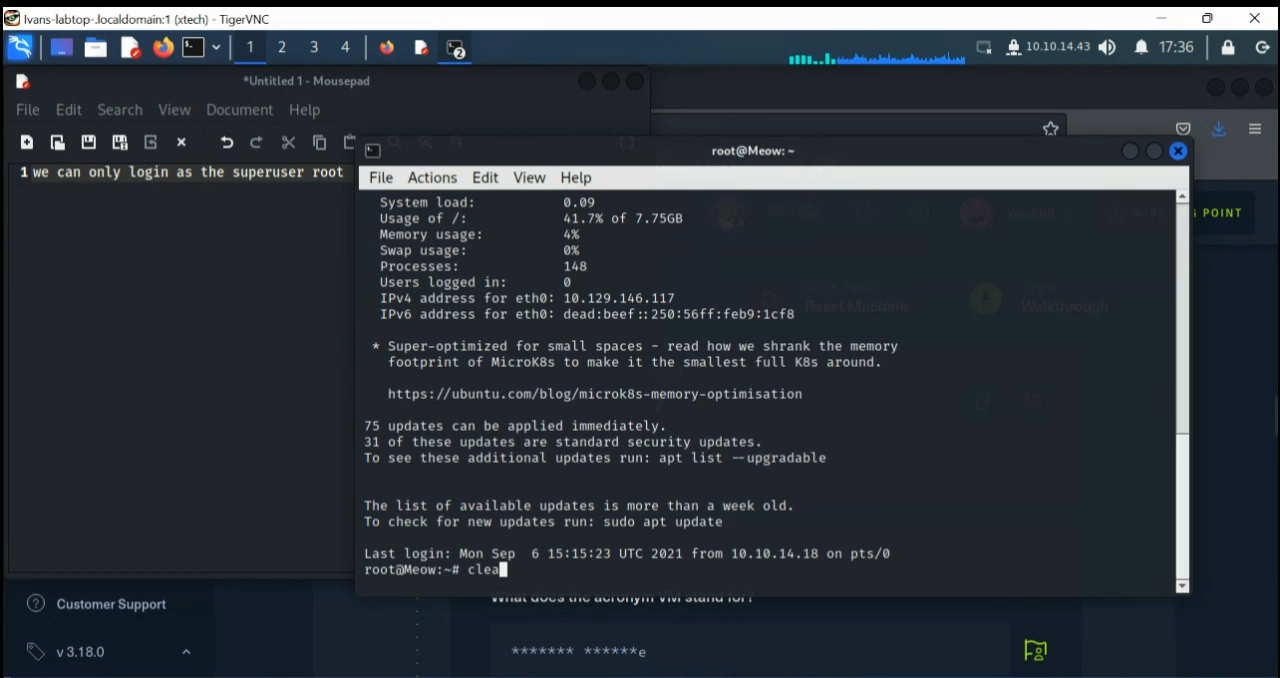 Ivans-labtop-.localdomain:1 (xtech) - TigerVNC
1 2 3 4 2 10.10.14.43 17:36
*Untitled 1 - Mousepad
File Edit Search View Document Help
1 we can only login as the superuser root
root@Meow: ~
File Actions Edit View Help
System load: 0.09
Usage of /: 41.7% of 7.75GB
Memory usage: 4%
Swap usage: 0%
Processes: 148
Users logged in: 0
IPv4 address for eth0: 10.129.146.117
IPv6 address for eth0: dead:beef::250:56ff:feb9:1cf8
* Super-optimized for small spaces - read how we shrank the memory
footprint of MicroK8s to make it the smallest full K8s around.
https://ubuntu.com/blog/microk8s-memory-optimisation
75 updates can be applied immediately.
31 of these updates are standard security updates.
To see these additional updates run: apt list --upgradable
The list of available updates is more than a week old.
To check for new updates run: sudo apt update
Last login: Mon Sep  6 15:15:23 UTC 2021 from 10.10.14.18 on pts/0
root@Meow:~# clea
POINT
Reset Machine
Walkthrough
Customer Support
v 3.18.0
What does the acronym VM stand for?
******* ******e